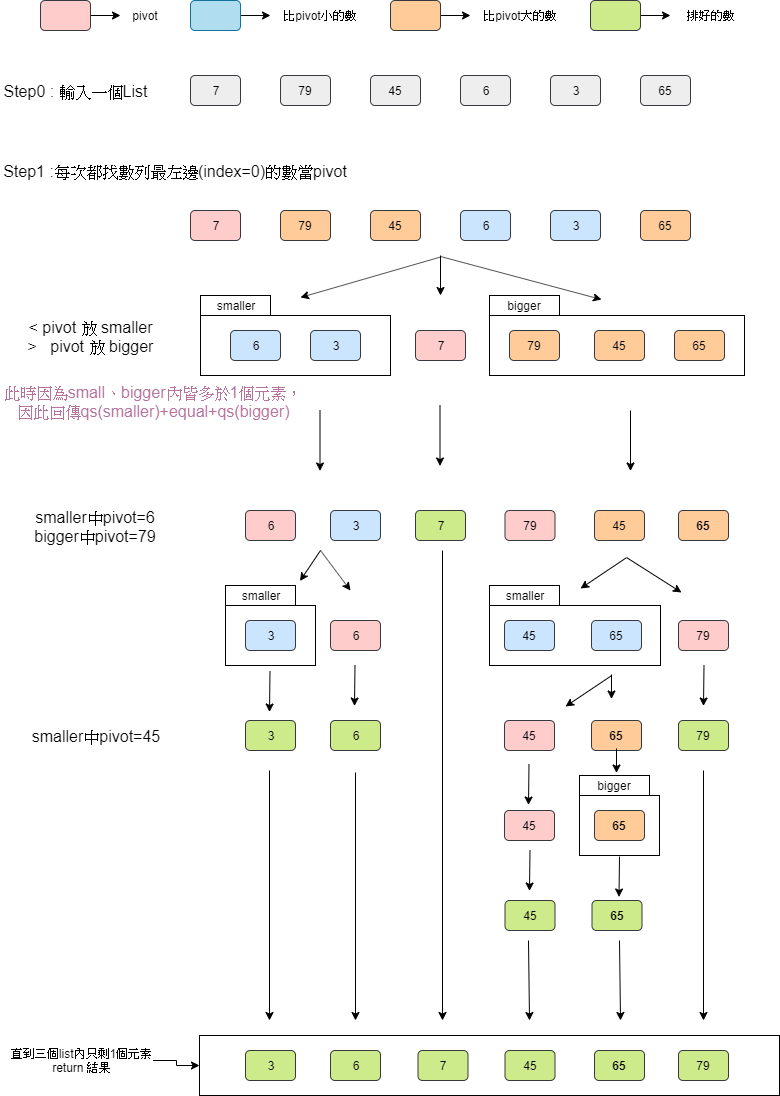 pivot
比pivot小的數
比pivot大的數
排好的數
Step0 : 輸入一個List
7 79 45 6 3 65
Step1 :每次都找數列最左邊(index=0)的數當pivot
7 79 45 6 3 65
smaller
bigger
< pivot 放 smaller
> pivot 放 bigger
6 3 7 79 45 65
此時因為small、bigger內皆多於1個元素，
因此回傳qs(smaller)+equal+qs(bigger)
smaller中pivot=6
bigger中pivot=79
6 3 7 79 45 65
smaller
smaller
3 6 45 65 79
smaller中pivot=45
3 6 45 65 79
bigger
45 65
45 65
直到三個list內只剩1個元素
return 結果
3 6 7 45 65 79